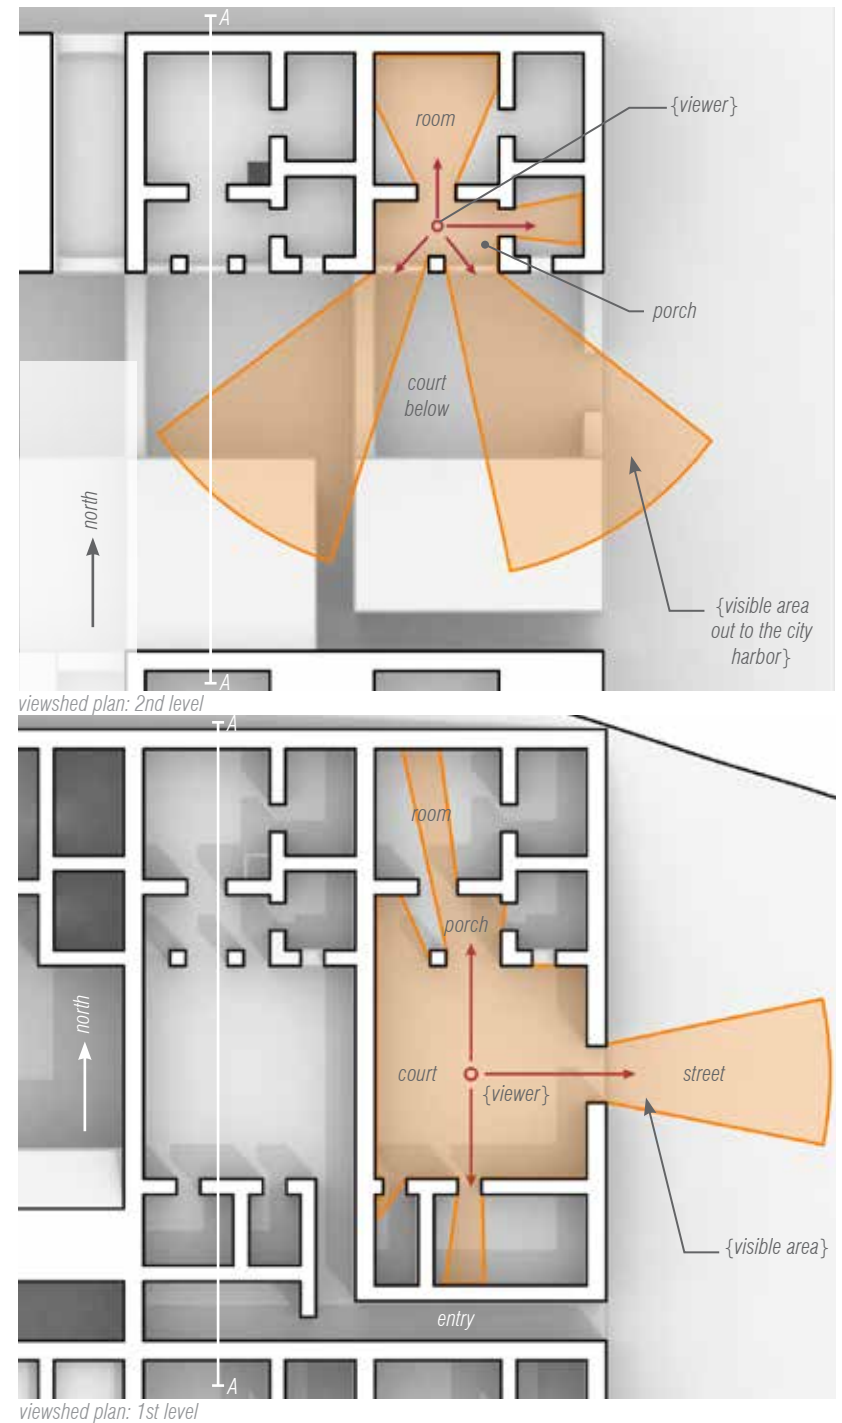 A
room
{viewer}
porch
court
below
north
{visible area
out to the city
harbor}
A
viewshed plan: 2nd level
A
room
porch
north
court
{viewer}
street
{visible area}
entry
A
viewshed plan: 1st level